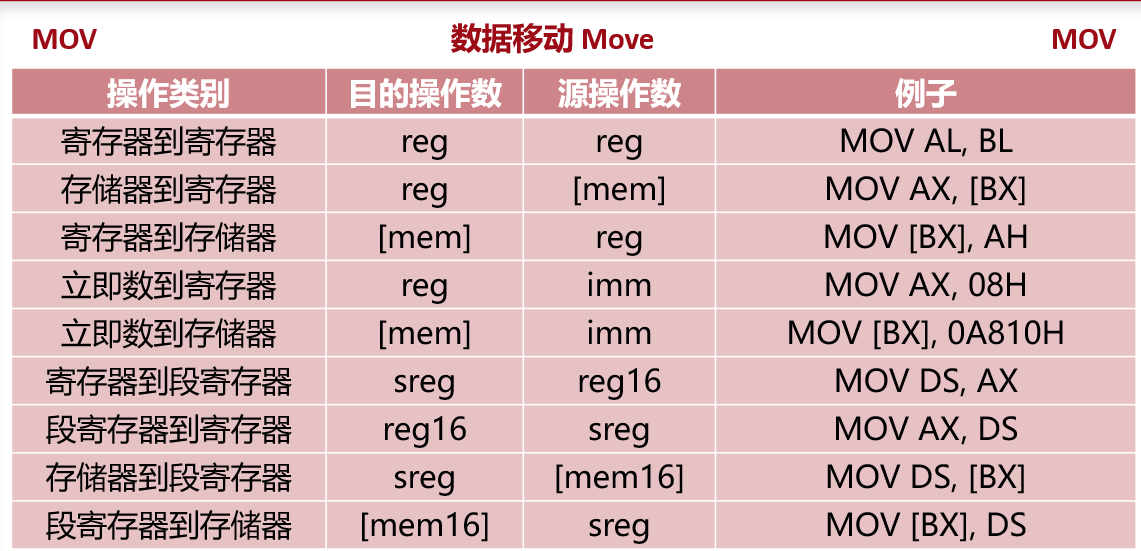 MOV 数据移动 Move MOV
操作类别 目的操作数 源操作数 例子
寄存器到寄存器 reg reg MOV AL, BL
存储器到寄存器 reg [mem] MOV AX, [BX]
寄存器到存储器 [mem] reg MOV [BX], AH
立即数到寄存器 reg imm MOV AX, 08H
立即数到存储器 [mem] imm MOV [BX], 0A810H
寄存器到段寄存器 sreg reg16 MOV DS, AX
段寄存器到寄存器 reg16 sreg MOV AX, DS
存储器到段寄存器 sreg [mem16] MOV DS, [BX]
段寄存器到存储器 [mem16] sreg MOV [BX], DS